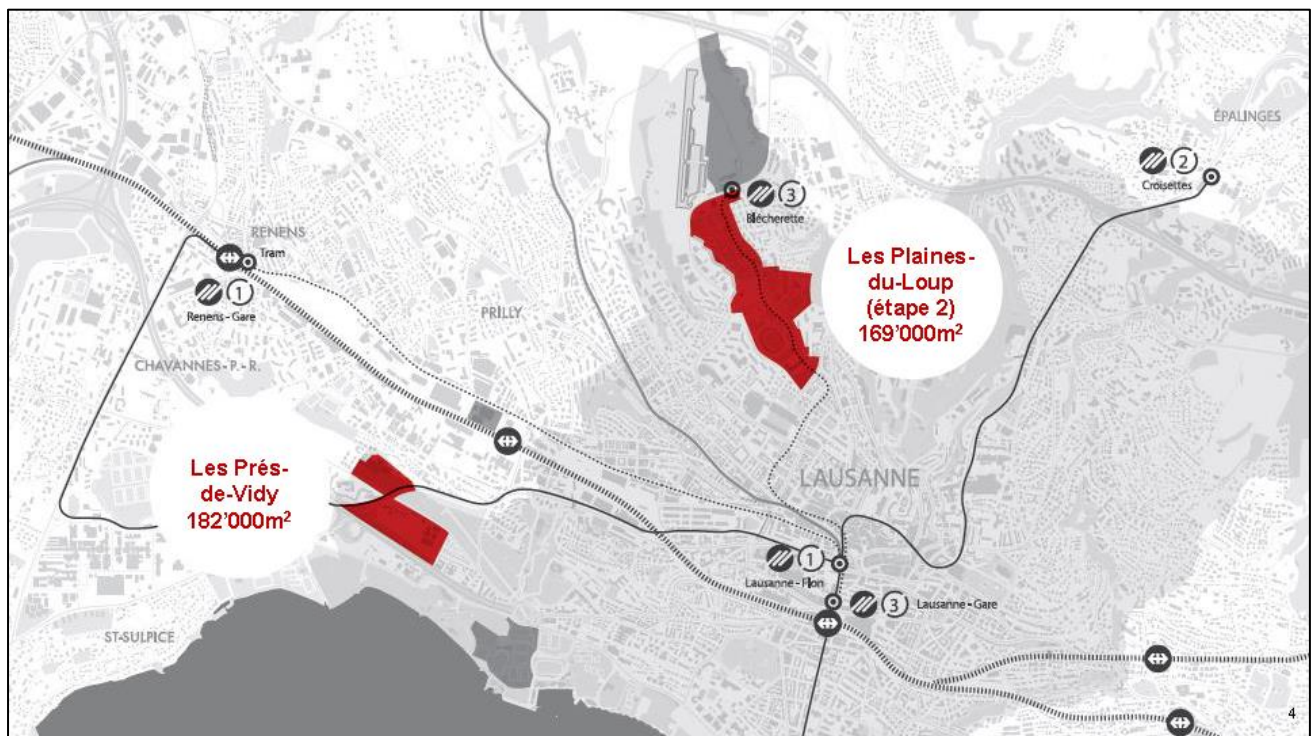 ÉPALINGES
2
Croisettes
3
Blécherette
RENENS
Tram
1
Renens - Gare
Les Plaines-
du-Loup
(étape 2)
169'000m²
PRILLY
CHAVANNES - P. - R.
Les Prés-
de-Vidy
182'000m²
LAUSANNE
1
Lausanne - Flon
3
Lausanne - Gare
ST-SULPICE
4